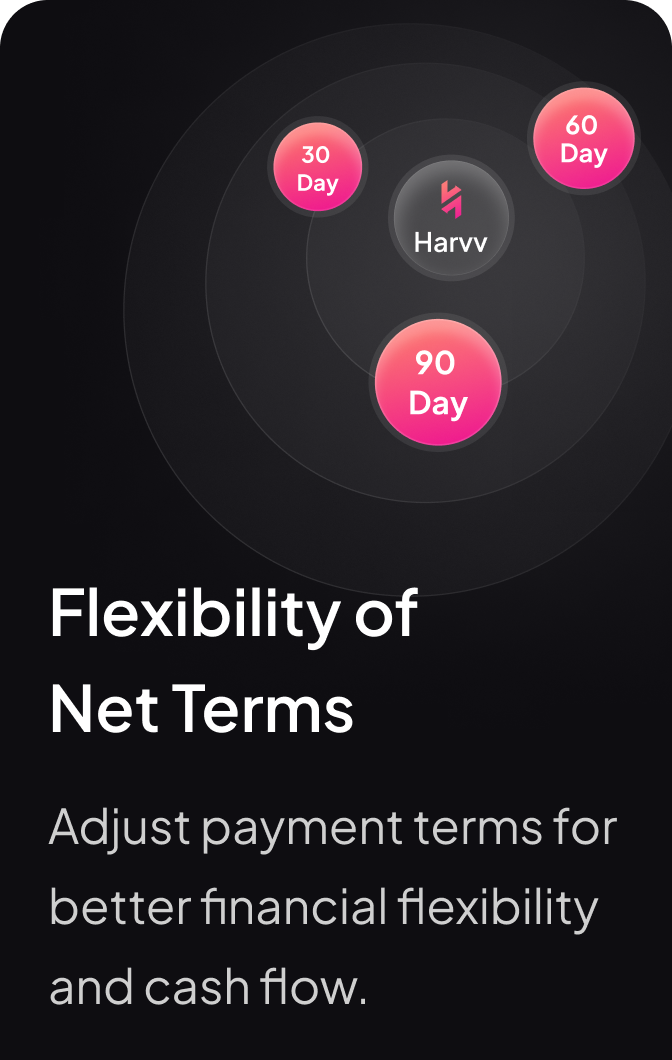 30
Day
60
Day
Harvv
90
Day
Flexibility of
Net Terms
Adjust payment terms for
better financial flexibility
and cash flow.